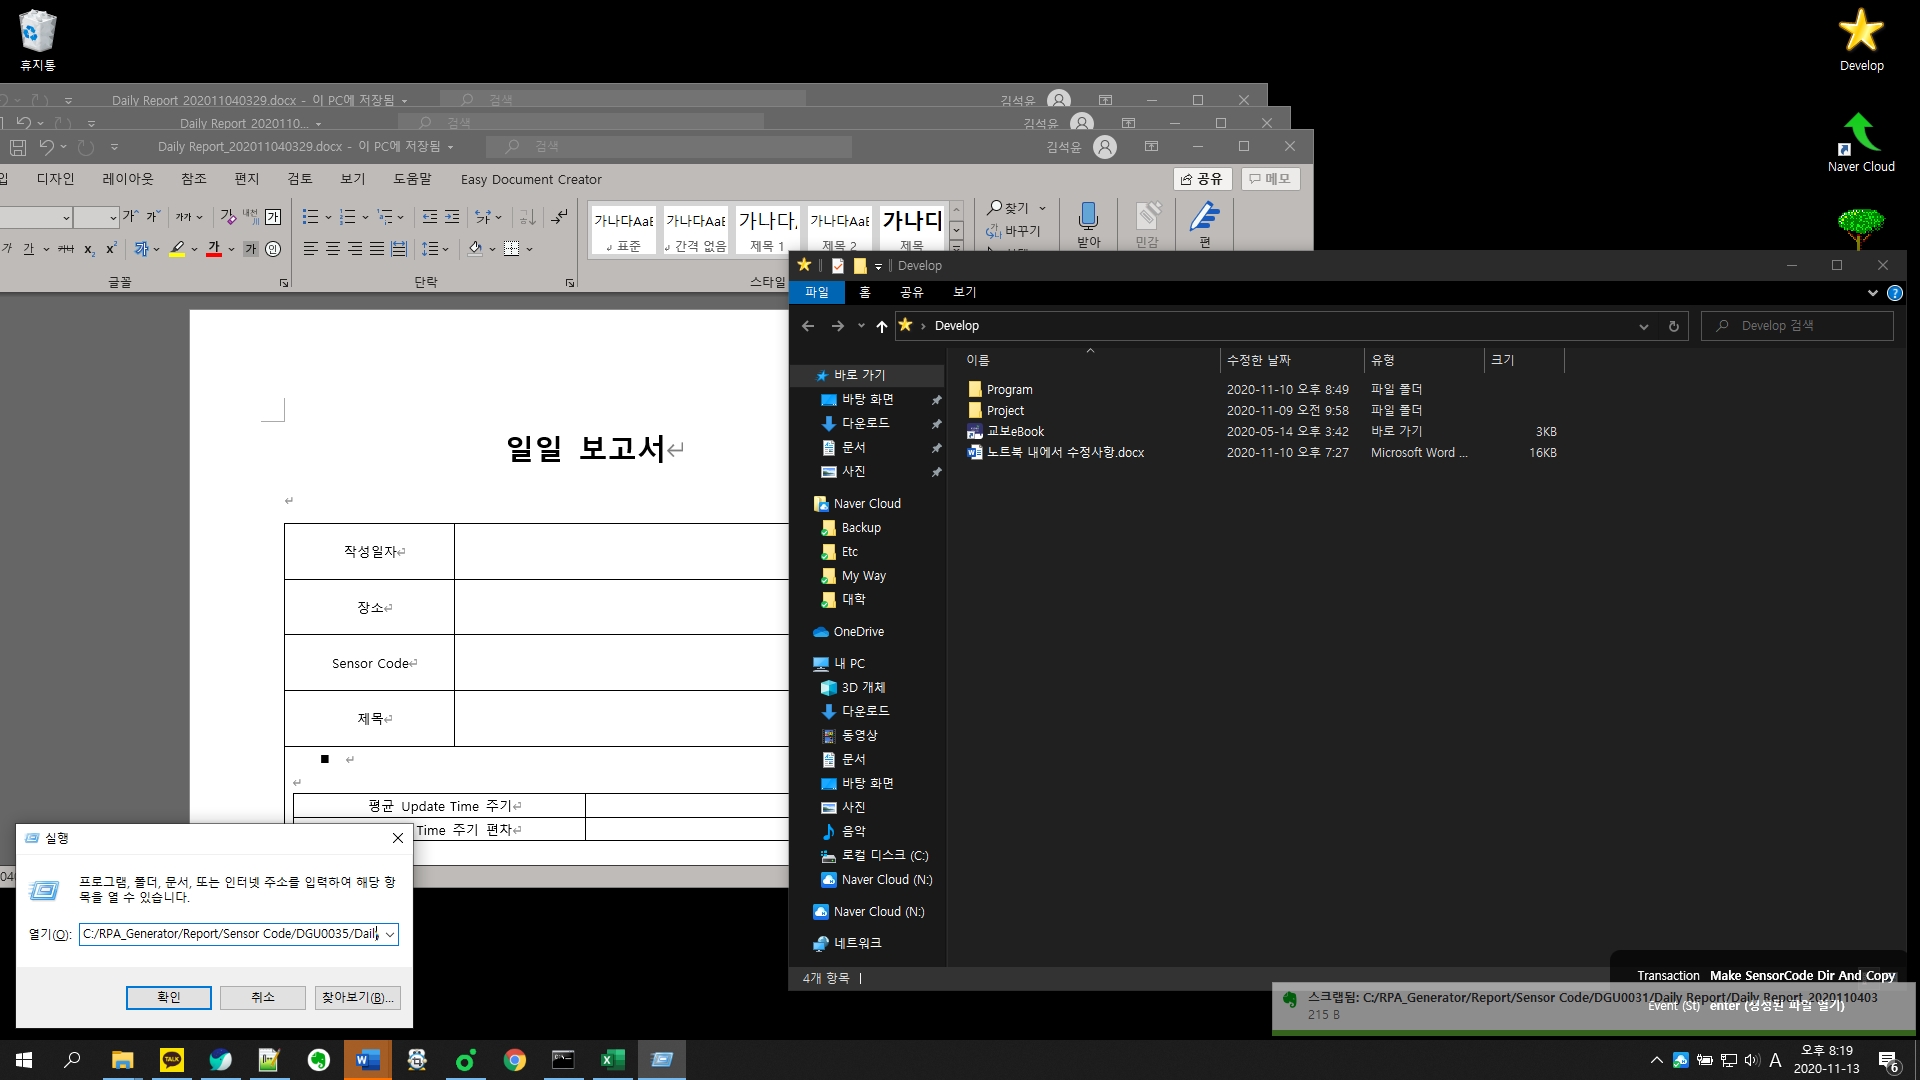 휴지통
Develop
Naver Cloud
Daily Report_202011040329.docx - 이 PC에 저장됨
검색
김석윤
Daily Report_2020110...
검색
김석윤
Daily Report_202011040329.docx - 이 PC에 저장됨
검색
김석윤
디자인 레이아웃 참조 편지 검토 보기 도움말 Easy Document Creator
공유 메모
가나다AaI 가나다AaI 가나다, 가나다AaE 가나다
표준 간격 없음 제목 1 제목 2 제목
찾기
바꾸기
받아 민감 편
글꼴 단락 스타일
일일 보고서
작성일자
장소
Sensor Code
제목
평균 Update Time 주기
Time 주기 편차
Develop
파일 홈 공유 보기
Develop
Develop 검색
이름 수정한 날짜 유형 크기
Program 2020-11-10 오후 8:49 파일 폴더
Project 2020-11-09 오전 9:58 파일 폴더
교보eBook 2020-05-14 오후 3:42 바로 가기 3KB
노트북 내에서 수정사항.docx 2020-11-10 오후 7:27 Microsoft Word ... 16KB
바로 가기
바탕 화면
다운로드
문서
사진
Naver Cloud
Backup
Etc
My Way
대학
OneDrive
내 PC
3D 개체
다운로드
동영상
문서
바탕 화면
사진
음악
로컬 디스크 (C:)
Naver Cloud (N:)
Naver Cloud (N:)
네트워크
4개 항목
실행
프로그램, 폴더, 문서, 또는 인터넷 주소를 입력하여 해당 항
목을 열 수 있습니다.
열기(O): C:/RPA_Generator/Report/Sensor Code/DGU0035/Dail
확인 취소 찾아보기(B)...
Transaction Make SensorCode Dir And Copy
스크랩됨: C:/RPA_Generator/Report/Sensor Code/DGU0031/Daily Report/Daily Report_2020110403
Event (St) enter (생성된 파일 열기)
215 B
TALK
A
오후 8:19
2020-11-13
6